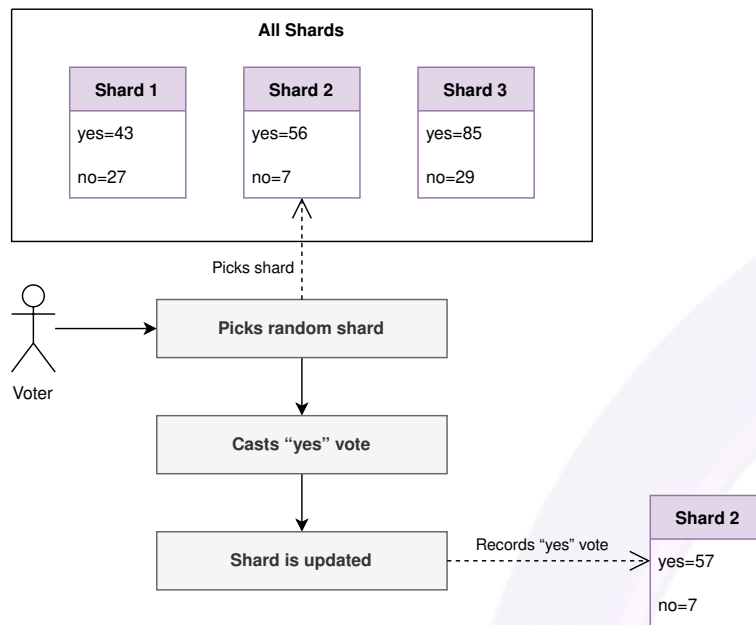 All Shards
Shard 1
yes=43
no=27
Shard 2
yes=56
no=7
Shard 3
yes=85
no=29
Picks shard
Picks random shard
Voter
Casts “yes” vote
Shard is updated
Records “yes” vote
Shard 2
yes=57
no=7